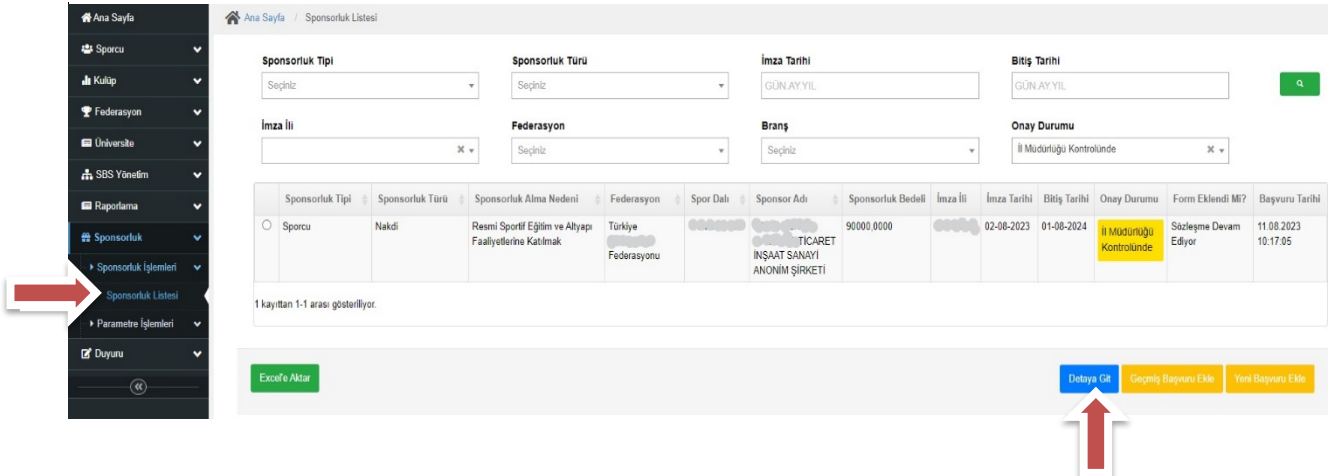 Ana Sayfa
Sporcu
Kulüp
Federasyon
Üniversite
SBS Yönetim
Raporlama
Sponsorluk
Sponsorluk İşlemleri
Sponsorluk Listesi
Parametre İşlemleri
Duyuru
Ana Sayfa / Sponsorluk Listesi
Sponsorluk Tipi Sponsorluk Türü İmza Tarihi Bitiş Tarihi
Seçiniz Seçiniz GÜN.AY.YIL GÜN.AY.YIL
İmza İli Federasyon Branş Onay Durumu
Seçiniz Seçiniz İl Müdürlüğü Kontrolünde
Sponsorluk Tipi Sponsorluk Türü Sponsorluk Alma Nedeni Federasyon Spor Dalı Sponsor Adı Sponsorluk Bedeli İmza İli İmza Tarihi Bitiş Tarihi Onay Durumu Form Eklendi Mi? Başvuru Tarihi
Sporcu Nakdi Resmi Sportif Eğitim ve Altyapı Türkiye 90000,0000 02-08-2023 01-08-2024 İl Müdürlüğü Sözleşme Devam 11.08.2023
Faaliyetlerine Katılmak TİCARET Kontrolünde Ediyor 10:17:05
Federasyonu İNŞAAT SANAYİ
ANONİM ŞİRKETİ
1 kayıttan 1-1 arası gösteriliyor.
Excel'e Aktar Detaya Git Geçmiş Başvuru Ekle Yeni Başvuru Ekle